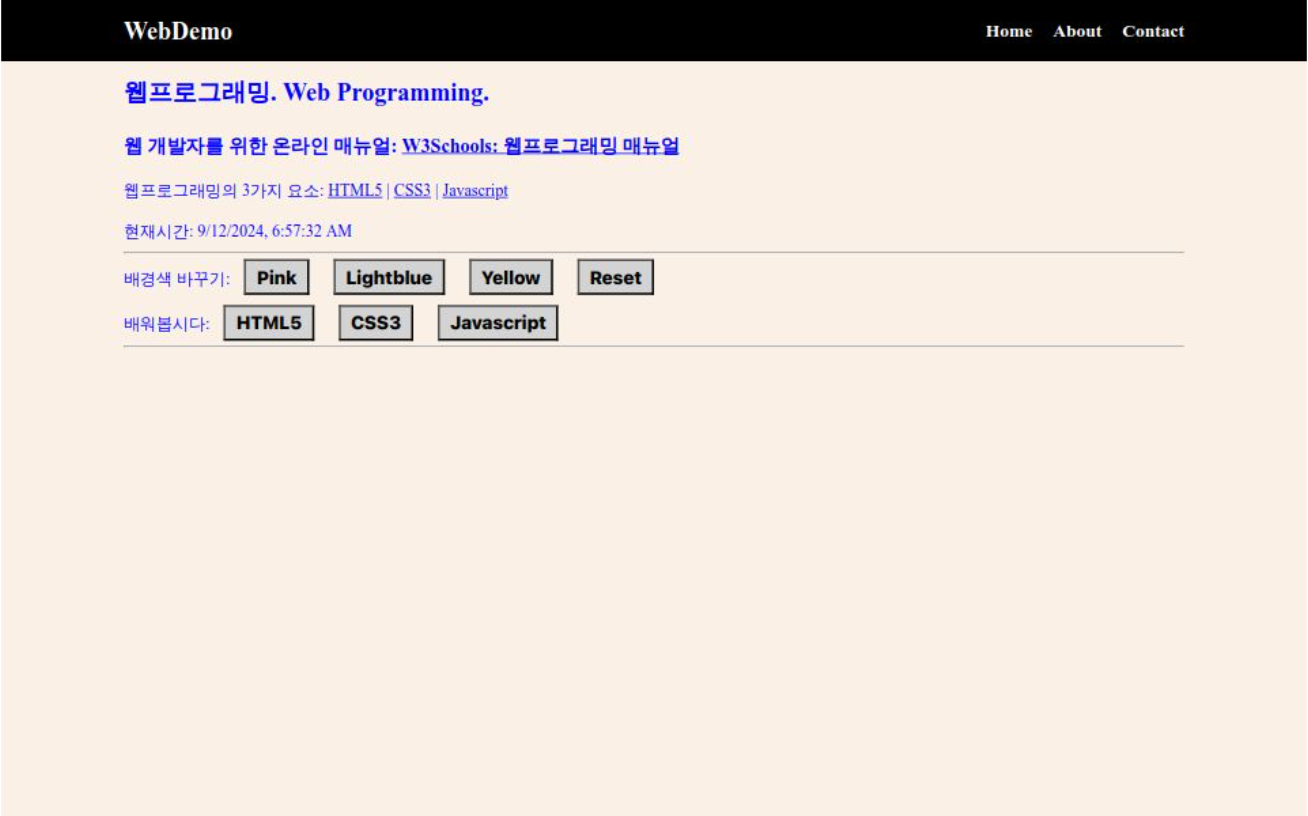 WebDemo Home About Contact
웹프로그래밍. Web Programming.
웹 개발자를 위한 온라인 매뉴얼: W3Schools: 웹프로그래밍 매뉴얼
웹프로그래밍의 3가지 요소: HTML5 | CSS3 | Javascript
현재시간: 9/12/2024, 6:57:32 AM
배경색 바꾸기: Pink Lightblue Yellow Reset
배워봅시다: HTML5 CSS3 Javascript